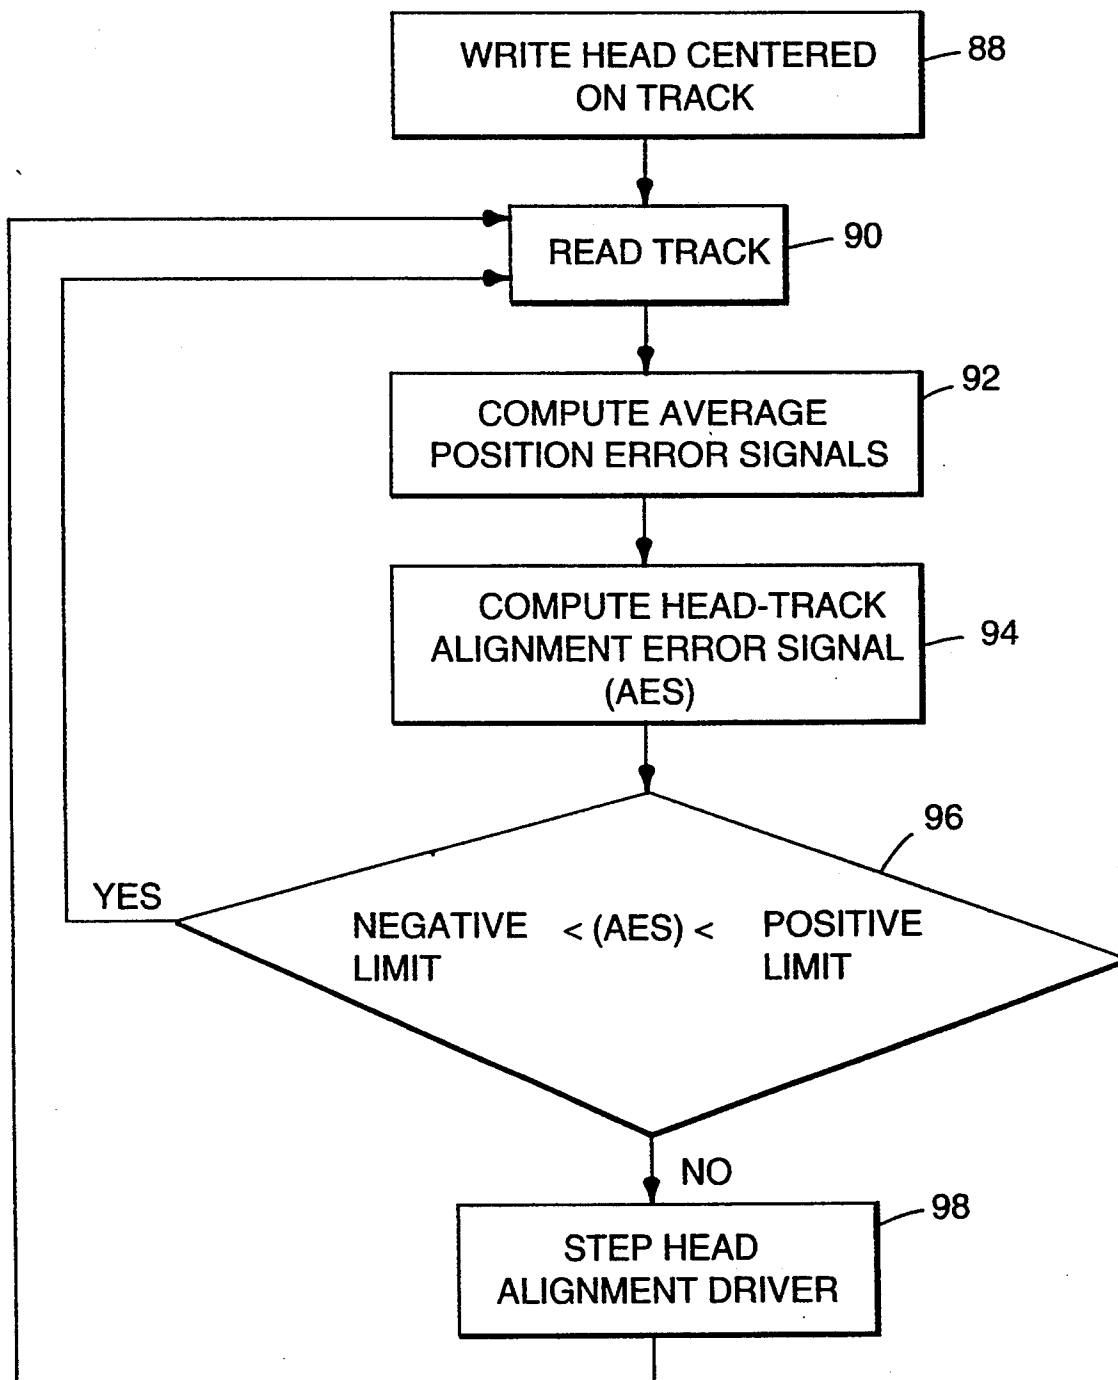 WRITE HEAD CENTERED
ON TRACK
88
READ TRACK
90
COMPUTE AVERAGE
POSITION ERROR SIGNALS
92
COMPUTE HEAD-TRACK
ALIGNMENT ERROR SIGNAL
(AES)
94
96
YES
NEGATIVE < (AES) < POSITIVE
LIMIT LIMIT
NO
98
STEP HEAD
ALIGNMENT DRIVER